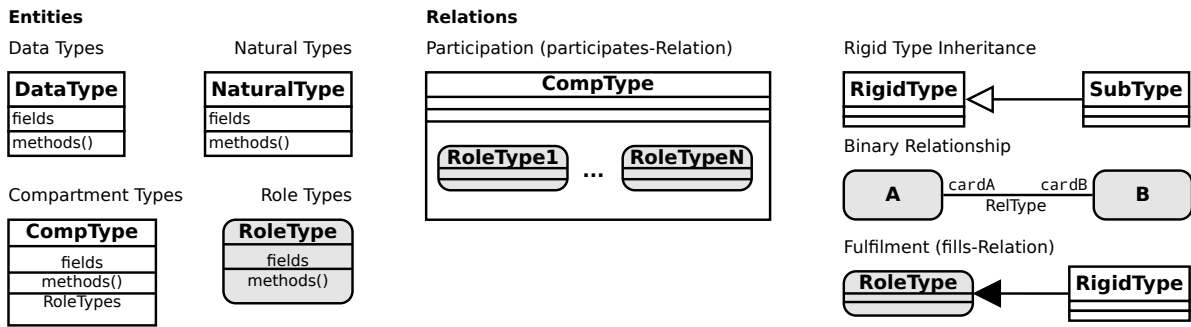 Entities
Data Types
Natural Types
DataType
fields
methods()
NaturalType
fields
methods()
Compartment Types
Role Types
CompType
fields
methods()
RoleTypes
RoleType
fields
methods()
Relations
Participation (participates-Relation)
CompType
RoleType1
...
RoleTypeN
Rigid Type Inheritance
RigidType
SubType
Binary Relationship
A
cardA
cardB
RelType
B
Fulfilment (fills-Relation)
RoleType
RigidType